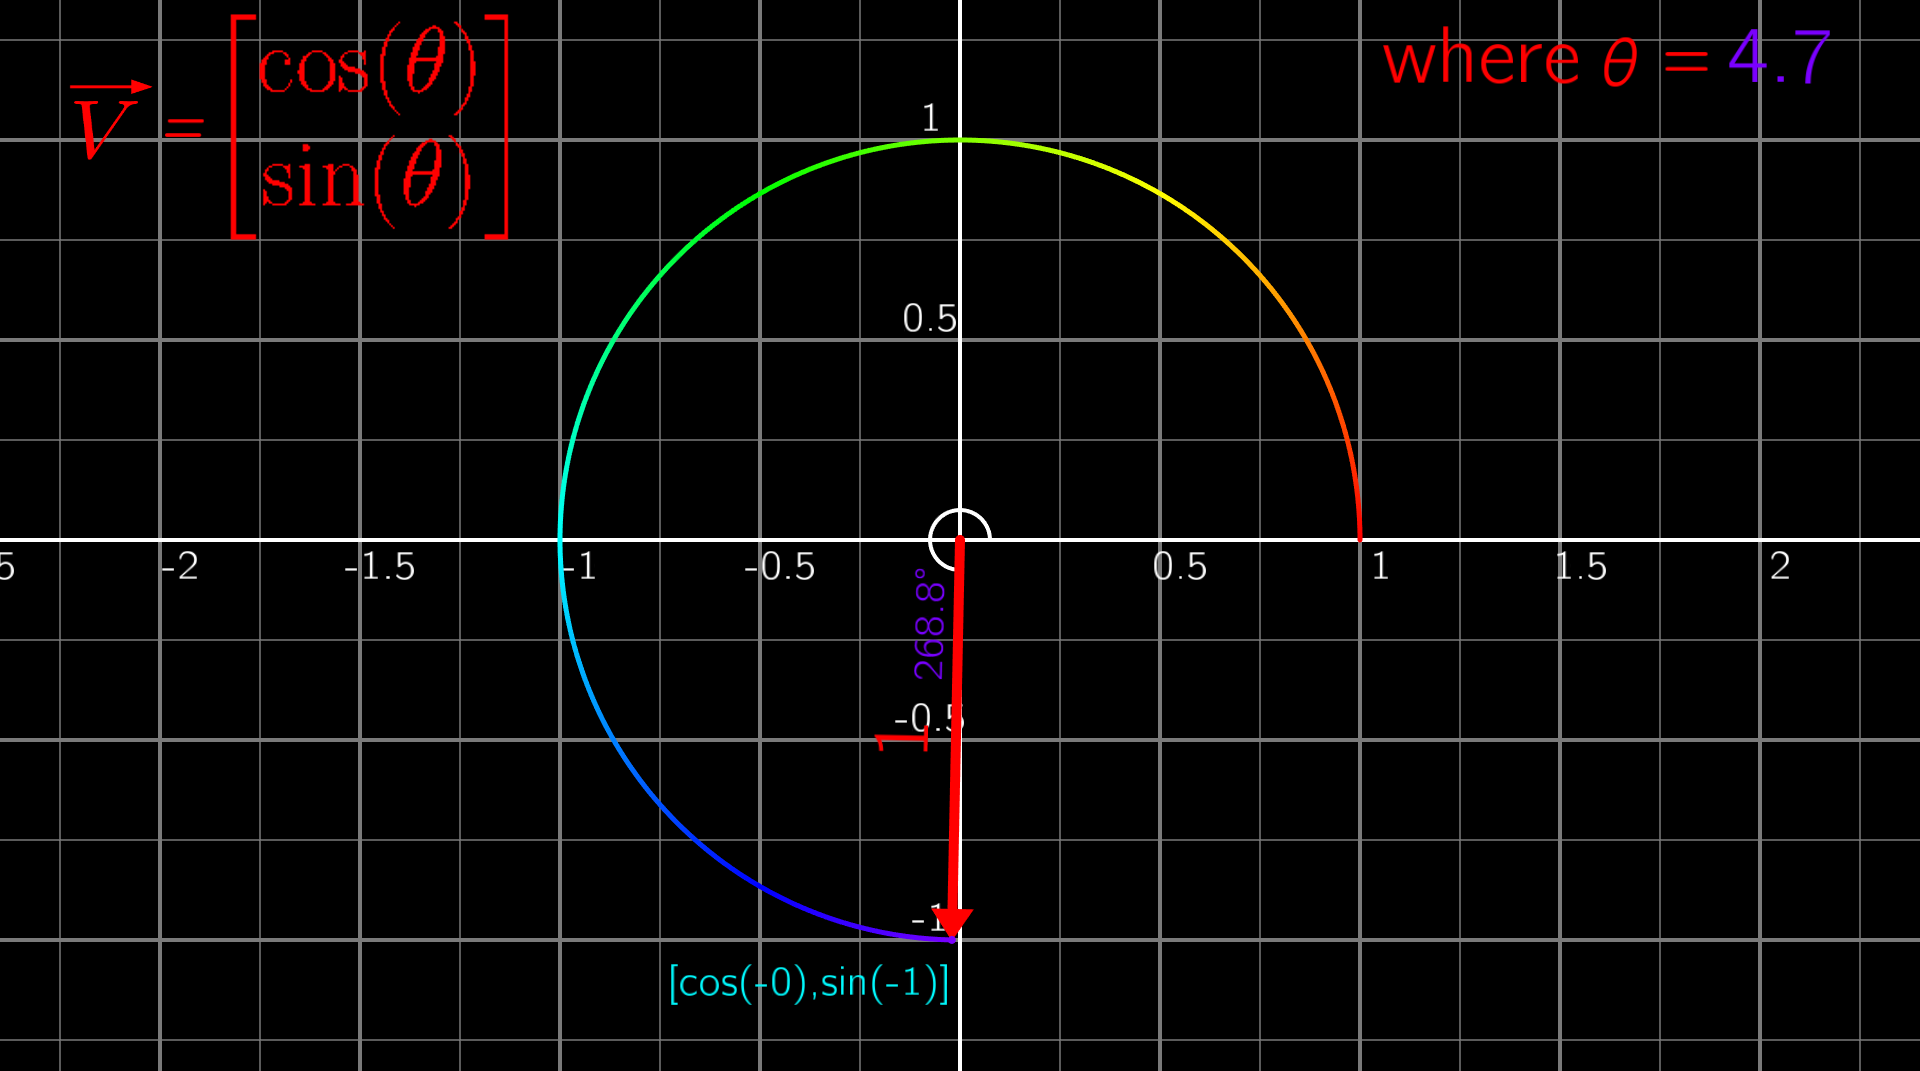 V = [cos(θ)
sin(θ)]
where θ = 4.7
1
0.5
5 -2 -1.5 -1 -0.5 0.5 1 1.5 2
268.8°
-0.5
1
-1
[cos(-0),sin(-1)]